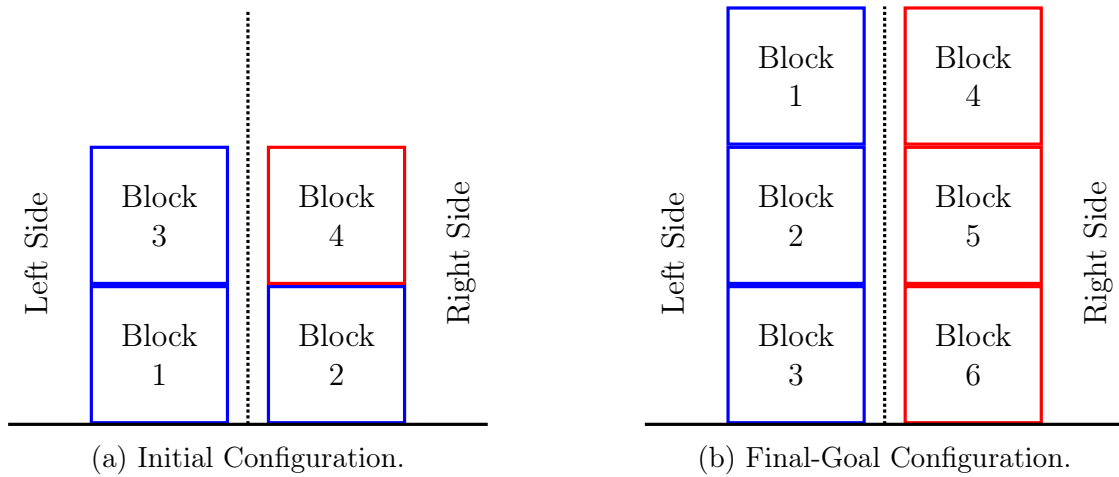 Left Side
Block
3
Block
4
Block
1
Block
2
Right Side
(a) Initial Configuration.
Left Side
Block
1
Block
4
Block
2
Block
5
Block
3
Block
6
Right Side
(b) Final-Goal Configuration.